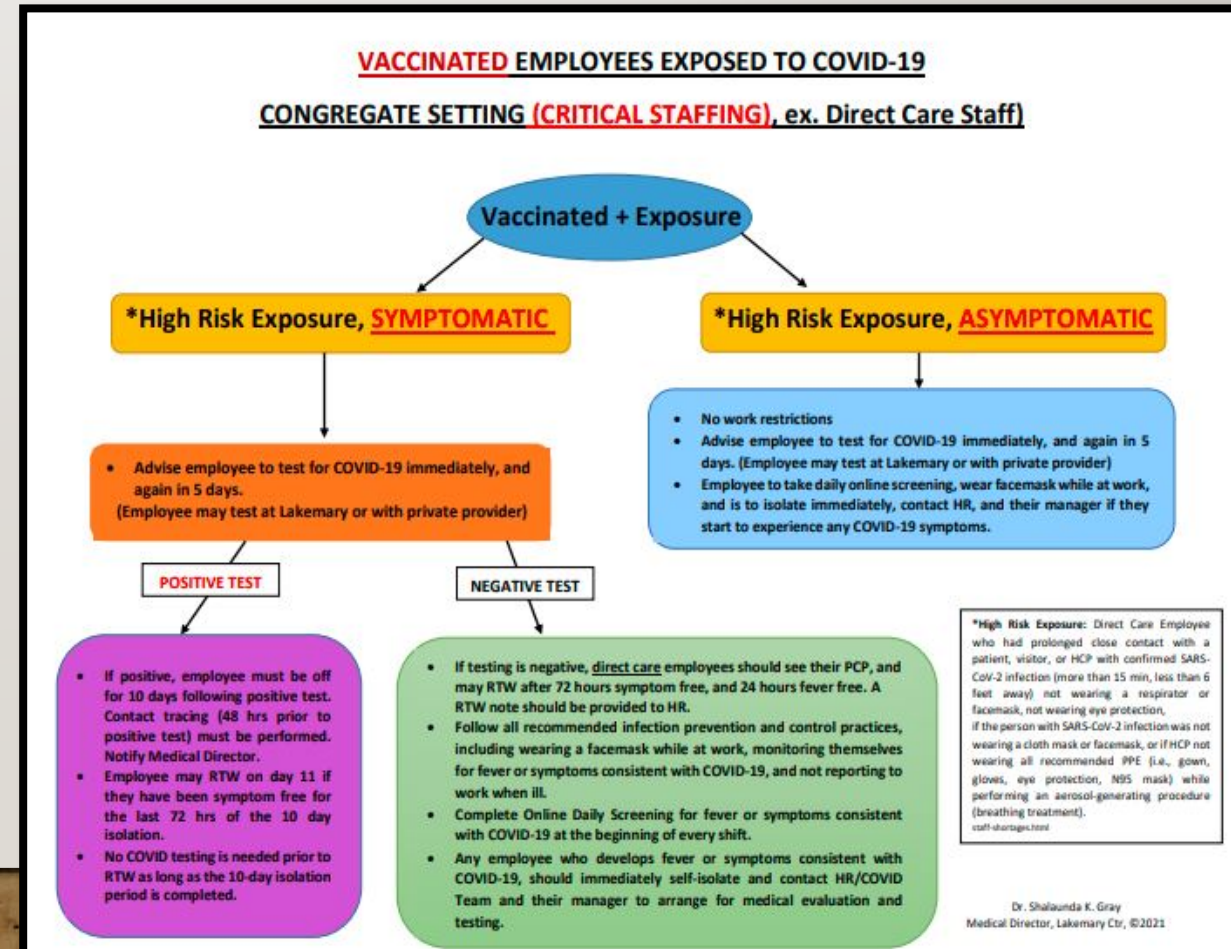 VACCINATED EMPLOYEES EXPOSED TO COVID-19
CONGREGATE SETTING (CRITICAL STAFFING), ex. Direct Care Staff)
Vaccinated + Exposure
*High Risk Exposure, SYMPTOMATIC
*High Risk Exposure, ASYMPTOMATIC
• No work restrictions
• Advise employee to test for COVID-19 immediately, and again in 5
days. (Employee may test at Lakemary or with private provider)
• Employee to take daily online screening, wear facemask while at work,
and is to isolate immediately, contact HR, and their manager if they
start to experience any COVID-19 symptoms.
• Advise employee to test for COVID-19 immediately, and
again in 5 days.
(Employee may test at Lakemary or with private provider)
POSITIVE TEST
NEGATIVE TEST
• If positive, employee must be off
for 10 days following positive test.
Contact tracing (48 hrs prior to
positive test) must be performed.
Notify Medical Director.
• Employee may RTW on day 11 if
they have been symptom free for
the last 72 hrs of the 10 day
isolation.
• No COVID testing is needed prior to
RTW as long as the 10-day isolation
period is completed.
• If testing is negative, direct care employees should see their PCP, and
may RTW after 72 hours symptom free, and 24 hours fever free. A
RTW note should be provided to HR.
• Follow all recommended infection prevention and control practices,
including wearing a facemask while at work, monitoring themselves
for fever or symptoms consistent with COVID-19, and not reporting to
work when ill.
• Complete Online Daily Screening for fever or symptoms consistent
with COVID-19 at the beginning of every shift.
• Any employee who develops fever or symptoms consistent with
COVID-19, should immediately self-isolate and contact HR/COVID
Team and their manager to arrange for medical evaluation and
testing.
*High Risk Exposure: Direct Care Employee
who had prolonged close contact with a
patient, visitor, or HCP with confirmed SARS-
CoV-2 infection (more than 15 min, less than 6
feet away) not wearing a respirator or
facemask, not wearing eye protection,
if the person with SARS-CoV-2 infection was not
wearing a cloth mask or facemask, or if HCP not
wearing all recommended PPE (i.e., gown,
gloves, eye protection, N95 mask) while
performing an aerosol-generating procedure
(breathing treatment).
staff-shortages.html
Dr. Shalaunda K. Gray
Medical Director, Lakemary Ctr, ©2021